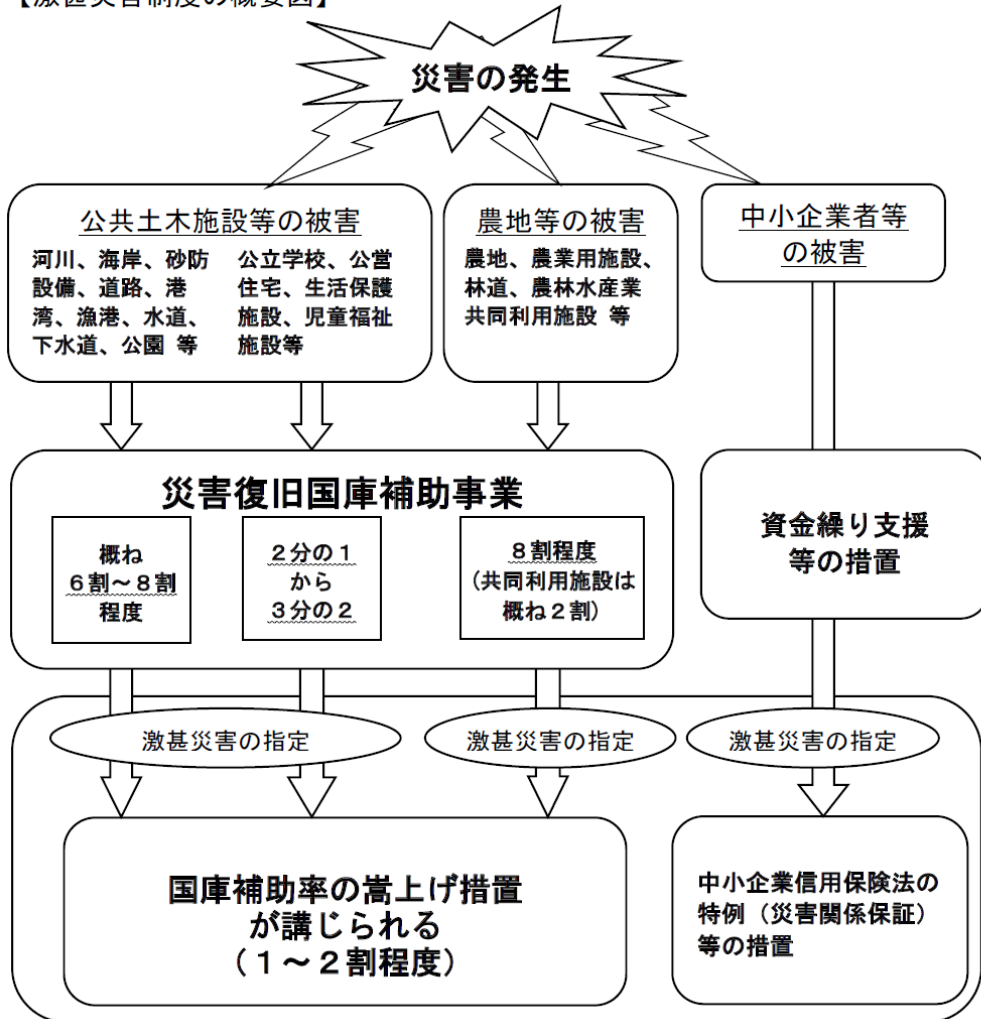 【激甚災害制度の概要図】
災害の発生
公共土木施設等の被害
河川、海岸、砂防
設備、道路、港
湾、漁港、水道、
下水道、公園 等
公立学校、公営
住宅、生活保護
施設、児童福祉
施設等
農地等の被害
農地、農業用施設、
林道、農林水産業
共同利用施設 等
中小企業者等
の被害
災害復旧国庫補助事業
概ね
６割～８割
程度
２分の１
から
３分の２
８割程度
（共同利用施設は
概ね２割）
資金繰り支援
等の措置
激甚災害の指定
激甚災害の指定
激甚災害の指定
国庫補助率の嵩上げ措置
が講じられる
（１～２割程度）
中小企業信用保険法の
特例（災害関係保証）
等の措置